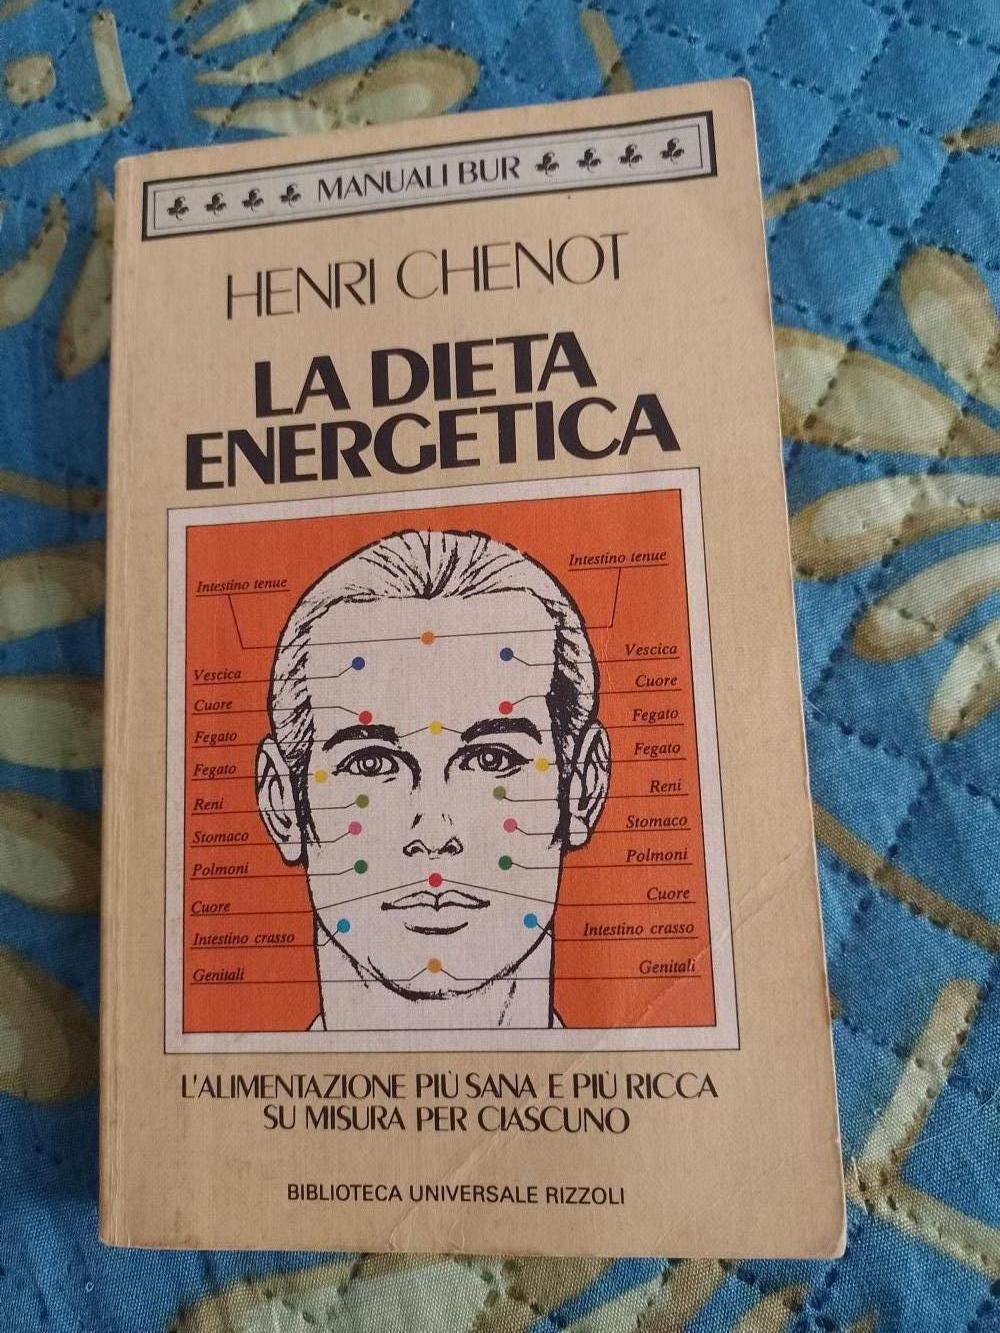 MANUALI BUR
HENRI CHENOT
LA DIETA
ENERGETICA
Intestino tenue
Intestino tenue
Vescica
Vescica
Cuore
Cuore
Fegato
Fegato
Fegato
Fegato
Reni
Reni
Stomaco
Stomaco
Polmoni
Polmoni
Cuore
Cuore
Intestino crasso
Intestino crasso
Genitali
Genitali
L'ALIMENTAZIONE PIÙ SANA E PIÙ RICCA
SU MISURA PER CIASCUNO
BIBLIOTECA UNIVERSALE RIZZOLI